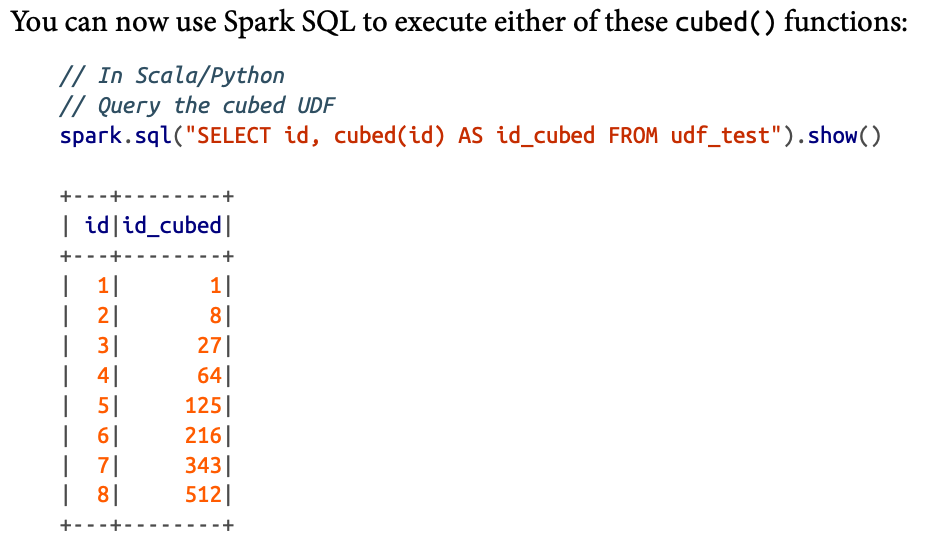 You can now use Spark SQL to execute either of these cubed() functions:
// In Scala/Python
// Query the cubed UDF
spark.sql("SELECT id, cubed(id) AS id_cubed FROM udf_test").show()
+---+--------+
| id|id_cubed|
+---+--------+
|  1|       1|
|  2|       8|
|  3|      27|
|  4|      64|
|  5|     125|
|  6|     216|
|  7|     343|
|  8|     512|
+---+--------+